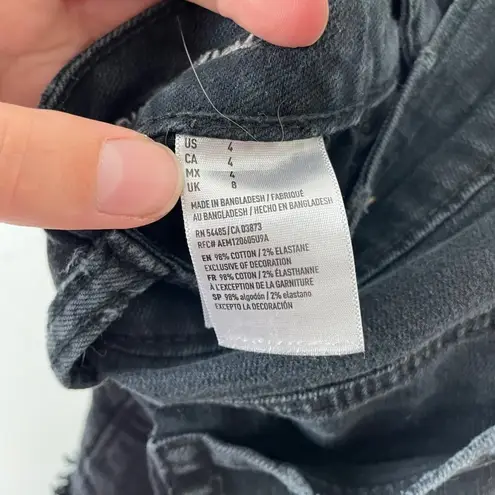 US 4
CA 4
MX 4
UK 8
MADE IN BANGLADESH / FABRIQUÉ
AU BANGLADESH / HECHO EN BANGLADESH
RN 54485/CA 03873
RFC# AEM120605U9A
EN 98% COTTON / 2% ELASTANE
EXCLUSIVE OF DECORATION
FR 98% COTON / 2% ÉLASTHANNE
À L'EXCEPTION DE LA GARNITURE
SP 98% algodón / 2% elastano
EXCEPTO LA DECORACIÓN